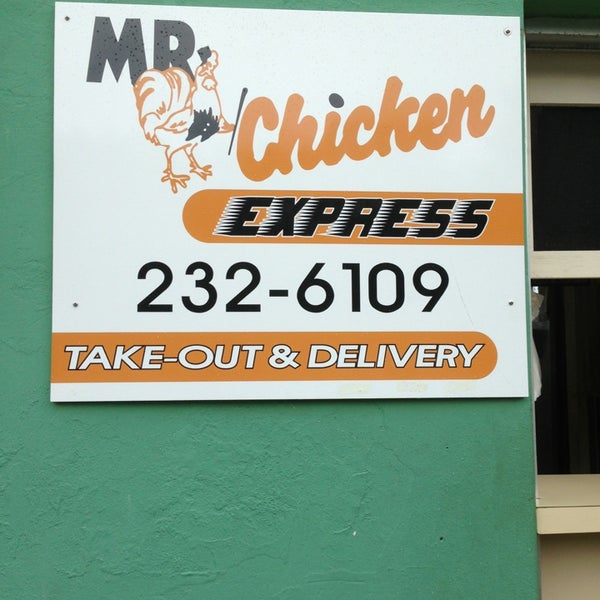 MR.
Chicken
EXPRESS
232-6109
TAKE-OUT & DELIVERY